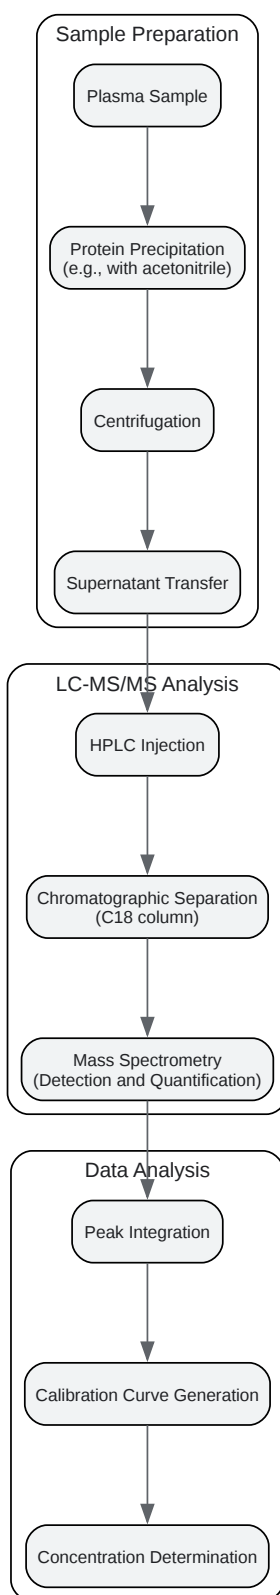 Sample Preparation
Plasma Sample
Protein Precipitation
(e.g., with acetonitrile)
Centrifugation
Supernatant Transfer
LC-MS/MS Analysis
HPLC Injection
Chromatographic Separation
(C18 column)
Mass Spectrometry
(Detection and Quantification)
Data Analysis
Peak Integration
Calibration Curve Generation
Concentration Determination